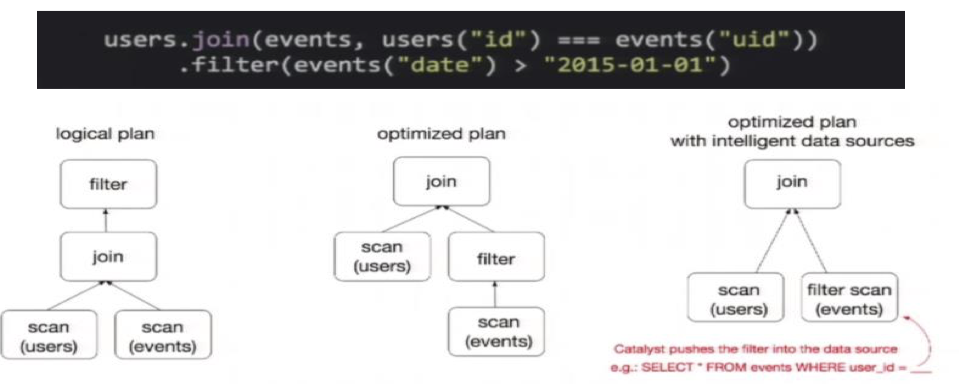 users.join(events, users("id") === events("uid"))
.filter(events("date") > "2015-01-01")
logical plan
filter
join
scan
(users)
scan
(events)
optimized plan
join
scan
(users)
filter
scan
(events)
optimized plan
with intelligent data sources
join
scan
(users)
filter scan
(events)
Catalyst pushes the filter into the data source
e.g.: SELECT * FROM events WHERE user_id = ___